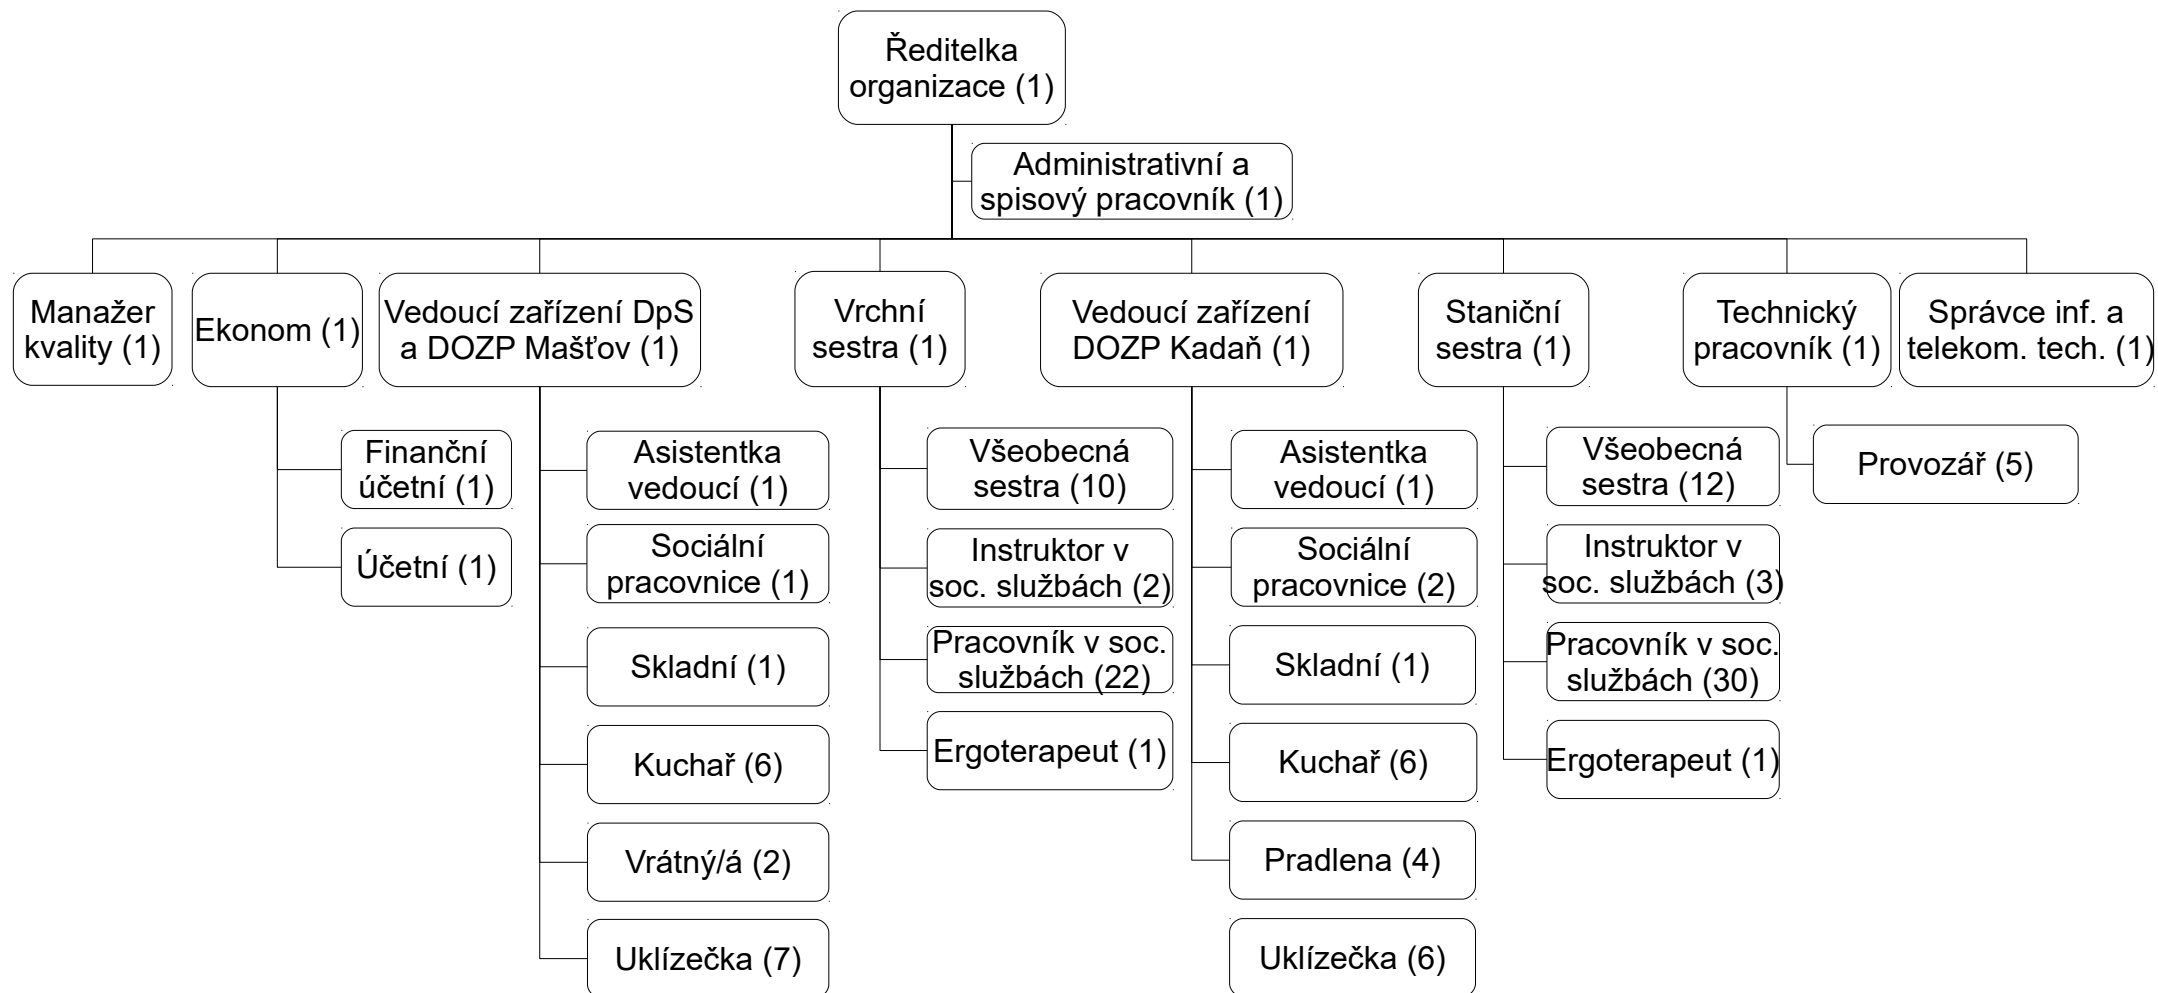 Ředitelka
organizace (1)
Administrativní a
spisový pracovník (1)
Manažer
kvality (1)
Ekonom (1)
Vedoucí zařízení DpS
a DOZP Mašťov (1)
Vrchní
sestra (1)
Vedoucí zařízení
DOZP Kadaň (1)
Staniční
sestra (1)
Technický
pracovník (1)
Správce inf. a
telekom. tech. (1)
Finanční
účetní (1)
Účetní (1)
Asistentka
vedoucí (1)
Sociální
pracovnice (1)
Skladní (1)
Kuchař (6)
Vrátný/á (2)
Uklízečka (7)
Všeobecná
sestra (10)
Instruktor v
soc. službách (2)
Pracovník v soc.
službách (22)
Ergoterapeut (1)
Asistentka
vedoucí (1)
Sociální
pracovnice (2)
Skladní (1)
Kuchař (6)
Pradlena (4)
Uklízečka (6)
Všeobecná
sestra (12)
Instruktor v
soc. službách (3)
Pracovník v soc.
službách (30)
Ergoterapeut (1)
Provozář (5)